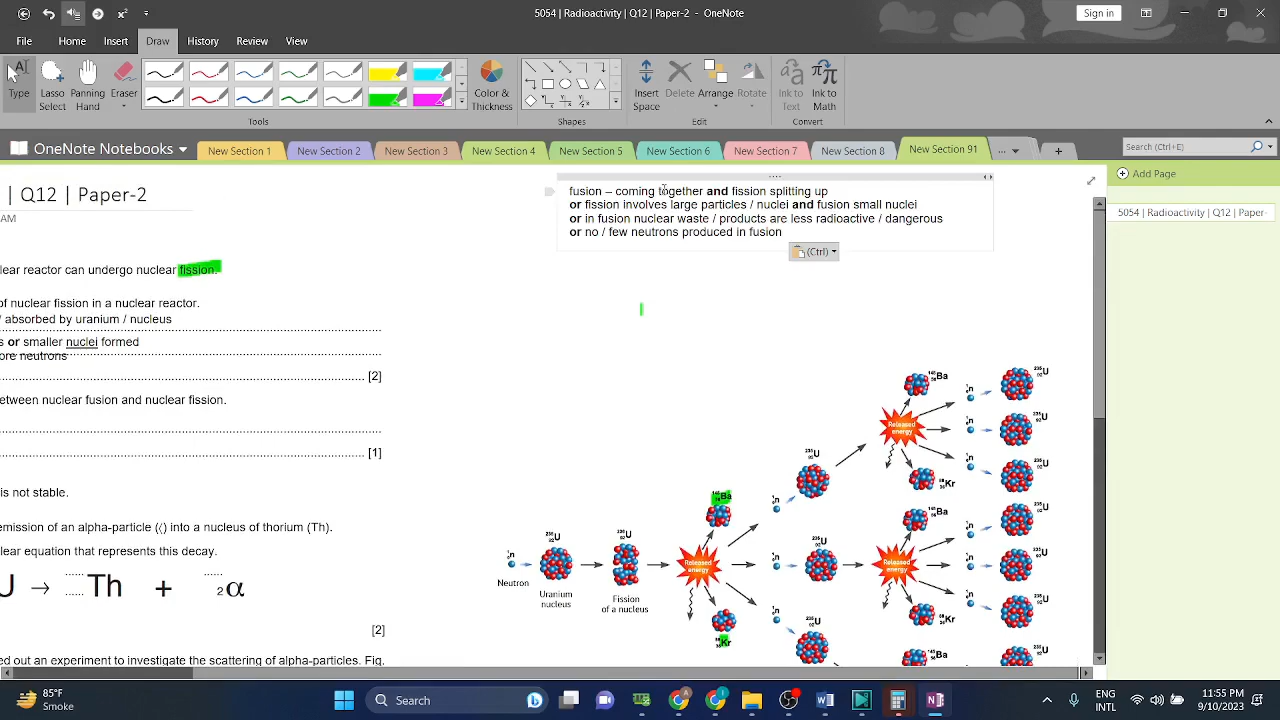 5054 | Radioactivity | Q12 | Paper-2 - OneNote
Sign in
File
Home
Insert
Draw
History
Review
View
Type
Lasso Select
Panning Hand
Eraser
Color & Thickness
Insert Space
Delete
Arrange
Rotate
Ink to Text
Ink to Math
Tools
Shapes
Edit
Convert
OneNote Notebooks
New Section 1
New Section 2
New Section 3
New Section 4
New Section 5
New Section 6
New Section 7
New Section 8
New Section 91
...
Search (Ctrl+E)
Add Page
5054 | Radioactivity | Q12 | Paper-
| Q12 | Paper-2
AM
fusion – coming together and fission splitting up
or fission involves large particles / nuclei and fusion small nuclei
or in fusion nuclear waste / products are less radioactive / dangerous
or no / few neutrons produced in fusion
(Ctrl)
lear reactor can undergo nuclear fission.
of nuclear fission in a nuclear reactor.
/ absorbed by uranium / nucleus
s or smaller nuclei formed
ore neutrons
[2]
etween nuclear fusion and nuclear fission.
[1]
is not stable.
emission of an alpha-particle (⟨) into a nucleus of thorium (Th).
lear equation that represents this decay.
U → Th + ₂α
[2]
ed out an experiment to investigate the scattering of alpha-particles. Fig.
Neutron
Uranium nucleus
Fission of a nucleus
Released energy
Ba
Kr
U
Released energy
Ba
Kr
U
Released energy
Ba
Kr
U
85°F
Smoke
Search
ENG
INTL
11:55 PM
9/10/2023